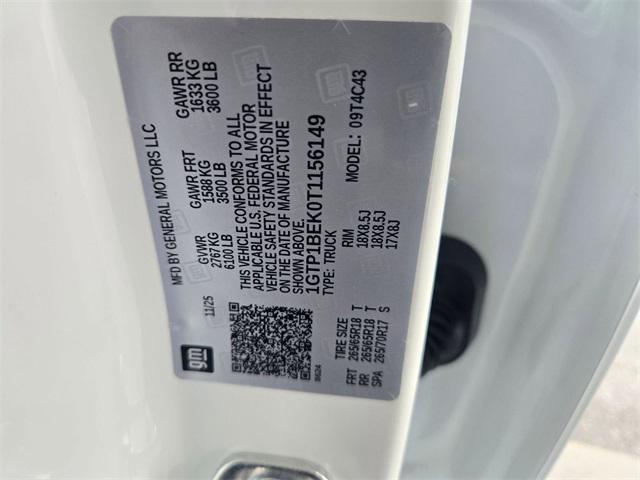 MFD BY GENERAL MOTORS LLC
11/25
GVWR
2767 KG
6100 LB
GAWR FRT
1588 KG
3500 LB
GAWR RR
1633 KG
3600 LB
THIS VEHICLE CONFORMS TO ALL
APPLICABLE U.S. FEDERAL MOTOR
VEHICLE SAFETY STANDARDS IN EFFECT
ON THE DATE OF MANUFACTURE
SHOWN ABOVE.
1GTP1BEK0T1156149
TYPE: TRUCK
MODEL: 09T4C43
gm
TIRE SIZE RIM
FRT 265/65R18 T 18X8.5J
RR 265/65R18 T 18X8.5J
SPA 265/70R17 S 17X8J